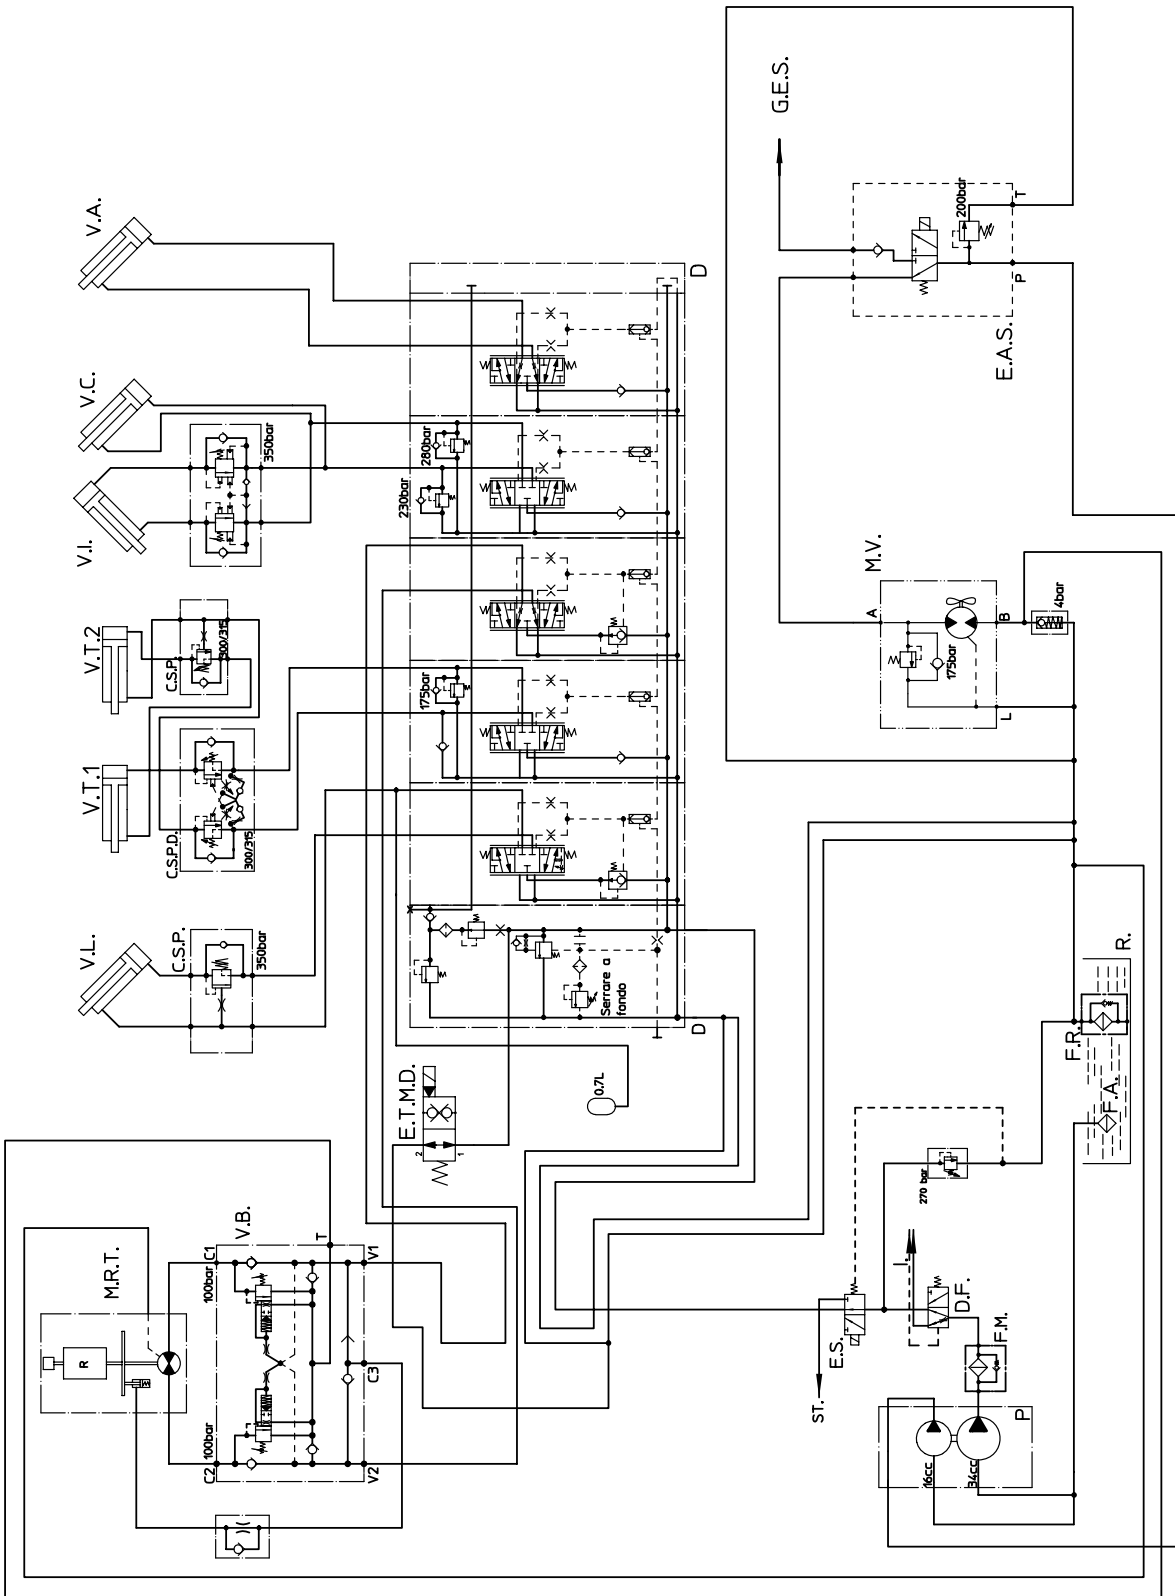 V.A.
V.C.
V.I.
350bar
V.T.2
C.S.P.
300/315
V.T.1
C.S.P.D.
300/315
V.L.
C.S.P.
350bar
G.E.S.
200bar
T
P
E.A.S.
D
280bar
230bar
175bar
Serrare a
fondo
D
M.V.
A
B
4bar
175bar
L
E.T.M.D.
2
1
0.7L
M.R.T.
R
V.B.
T
C1
100bar
V1
C3
C2
100bar
V2
R.
F.R.
F.A.
270 bar
I.
D.F.
E.S.
ST.
F.M.
P
16cc
34cc